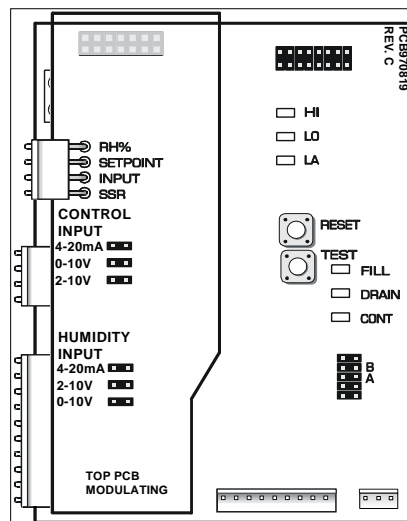 PCB970819
REV. C
HI
LO
LA
RH%
SETPOINT
INPUT
SSR
CONTROL
INPUT
4-20mA
0-10V
2-10V
RESET
TEST
FILL
DRAIN
CONT
HUMIDITY
INPUT
4-20mA
2-10V
0-10V
B
A
TOP PCB
MODULATING